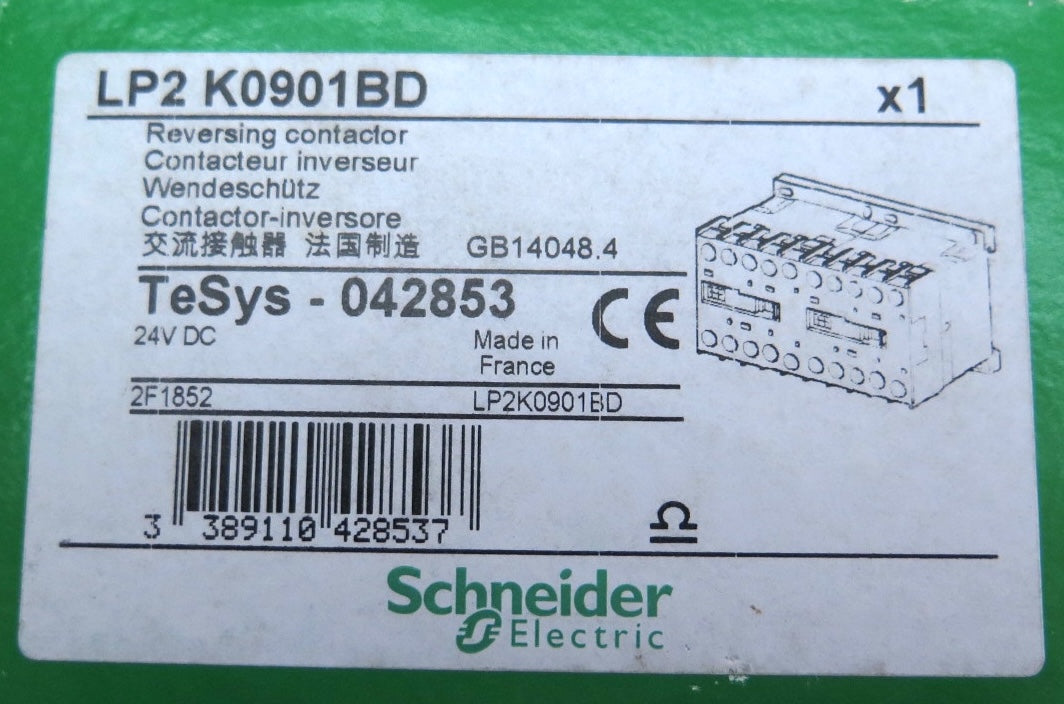 LP2 K0901BD x1
Reversing contactor
Contacteur inverseur
Wendeschütz
Contactor-inversore
交流接触器 法国制造 GB14048.4
TeSys - 042853 CE
24V DC Made in
France
2F1852 LP2K0901BD
3 389110 428537
Schneider
Electric